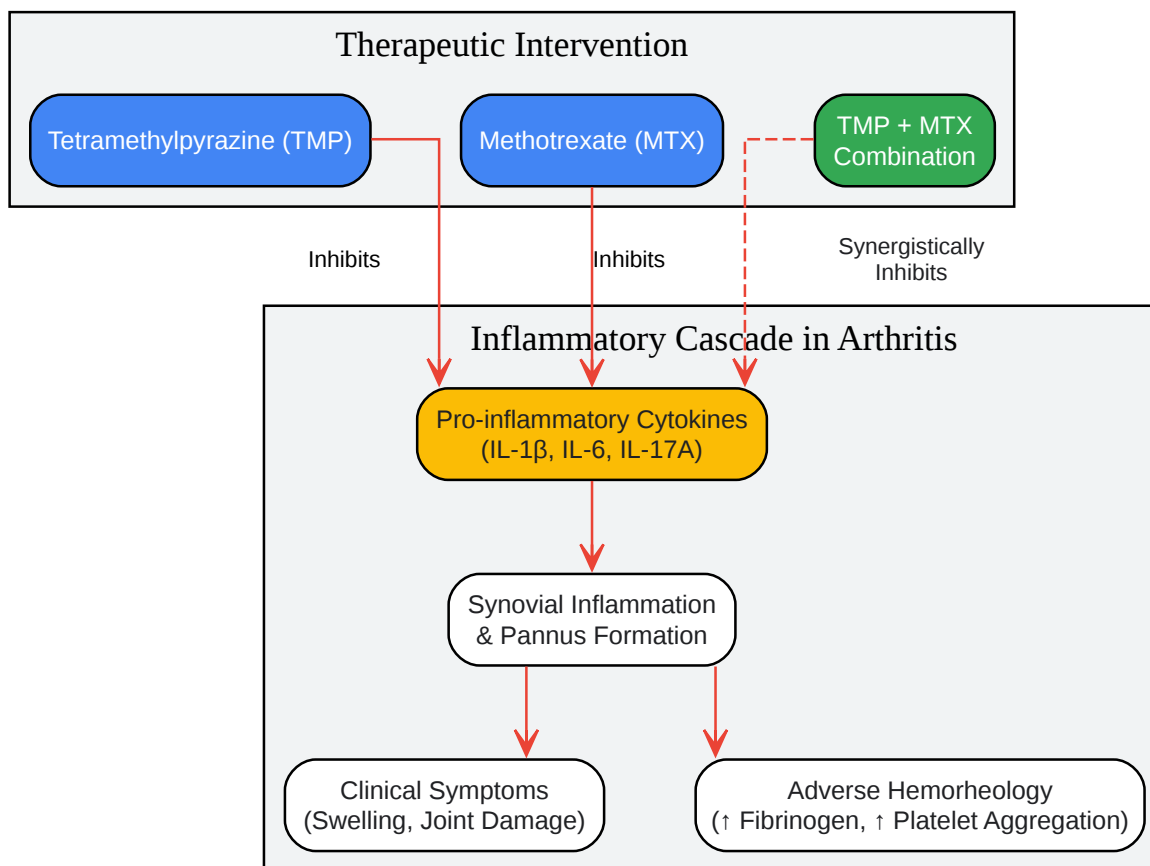 Therapeutic Intervention
Tetramethylpyrazine (TMP)
Methotrexate (MTX)
TMP + MTX
Combination
Inhibits
Inhibits
Synergistically
Inhibits
Inflammatory Cascade in Arthritis
Pro-inflammatory Cytokines
(IL-1β, IL-6, IL-17A)
Synovial Inflammation
& Pannus Formation
Clinical Symptoms
(Swelling, Joint Damage)
Adverse Hemorheology
(↑ Fibrinogen, ↑ Platelet Aggregation)